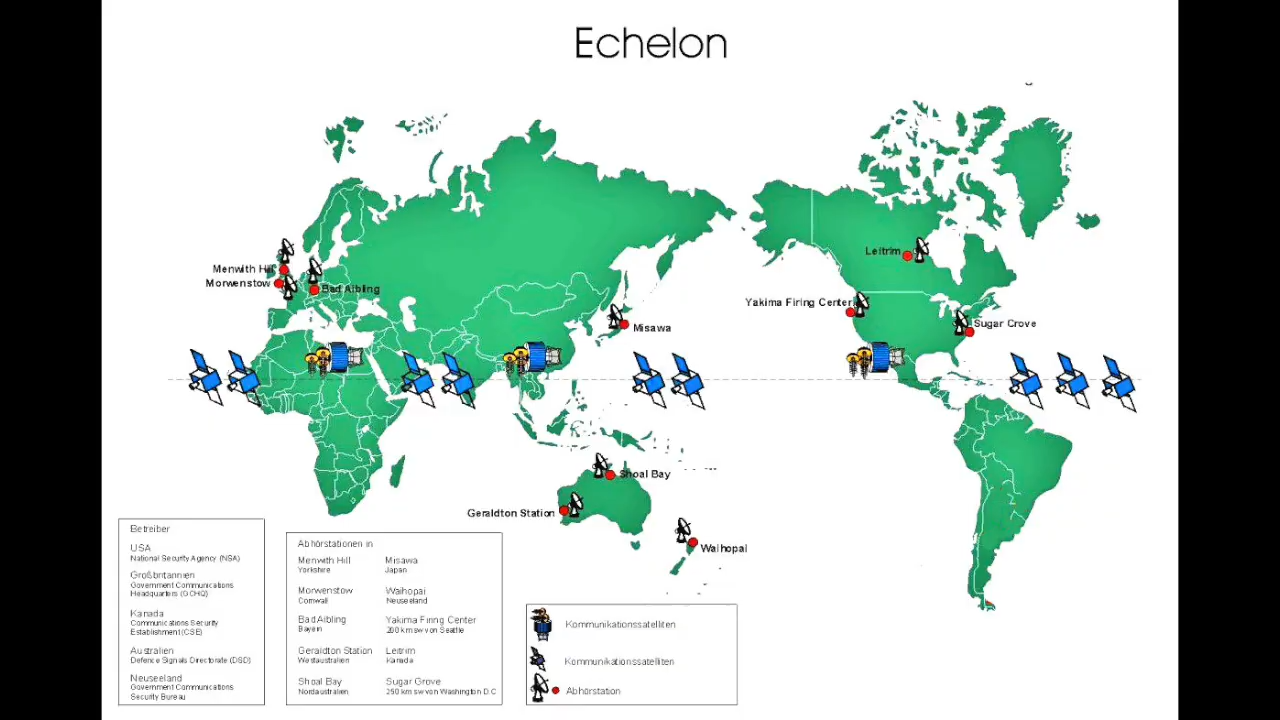 Echelon
Menwith Hill
Morwenstow
Bad Aibling
Misawa
Leitrim
Yakima Firing Center
Sugar Crove
Shoal Bay
Geraldton Station
Waihopai
Betreiber
USA
National Security Agency (NSA)
Großbritannien
Government Communications
Headquarters (GCHQ)
Kanada
Communications Security
Establishment (CSE)
Australien
Defence Signals Directorate (DSD)
Neuseeland
Government Communications
Security Bureau
Abhörstationen in
Menwith Hill
Yorkshire
Misawa
Japan
Morwenstow
Cornwall
Waihopai
Neuseeland
Bad Aibling
Bayern
Yakima Firing Center
200 km sw von Seattle
Geraldton Station
Westaustralien
Leitrim
Kanada
Shoal Bay
Nordaustralien
Sugar Grove
250 km sw von Washington D.C
Kommunikationssatelliten
Kommunikationssatelliten
Abhörstation